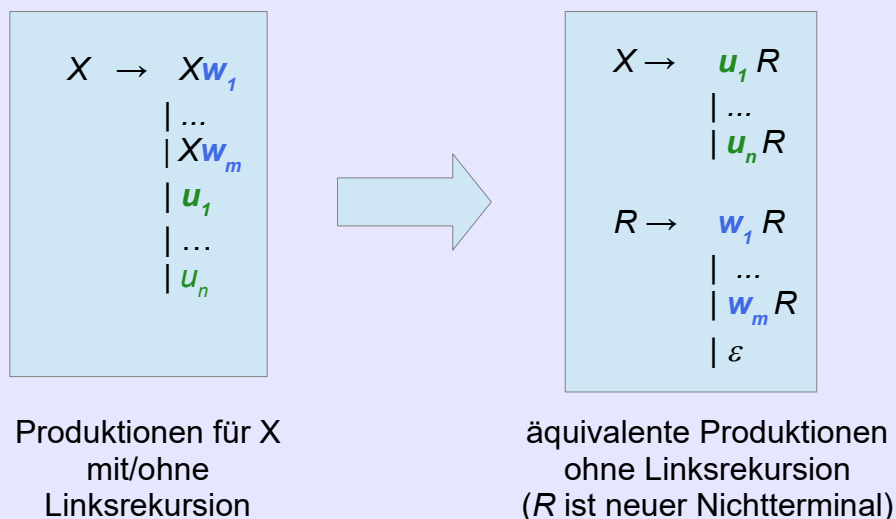 X → Xw₁
| ...
| Xwₘ
| u₁
| ...
| uₙ
Produktionen für X
mit/ohne
Linksrekursion
X → u₁ R
| ...
| uₙ R
R → w₁ R
| ...
| wₘ R
| ε
äquivalente Produktionen
ohne Linksrekursion
(R ist neuer Nichtterminal)